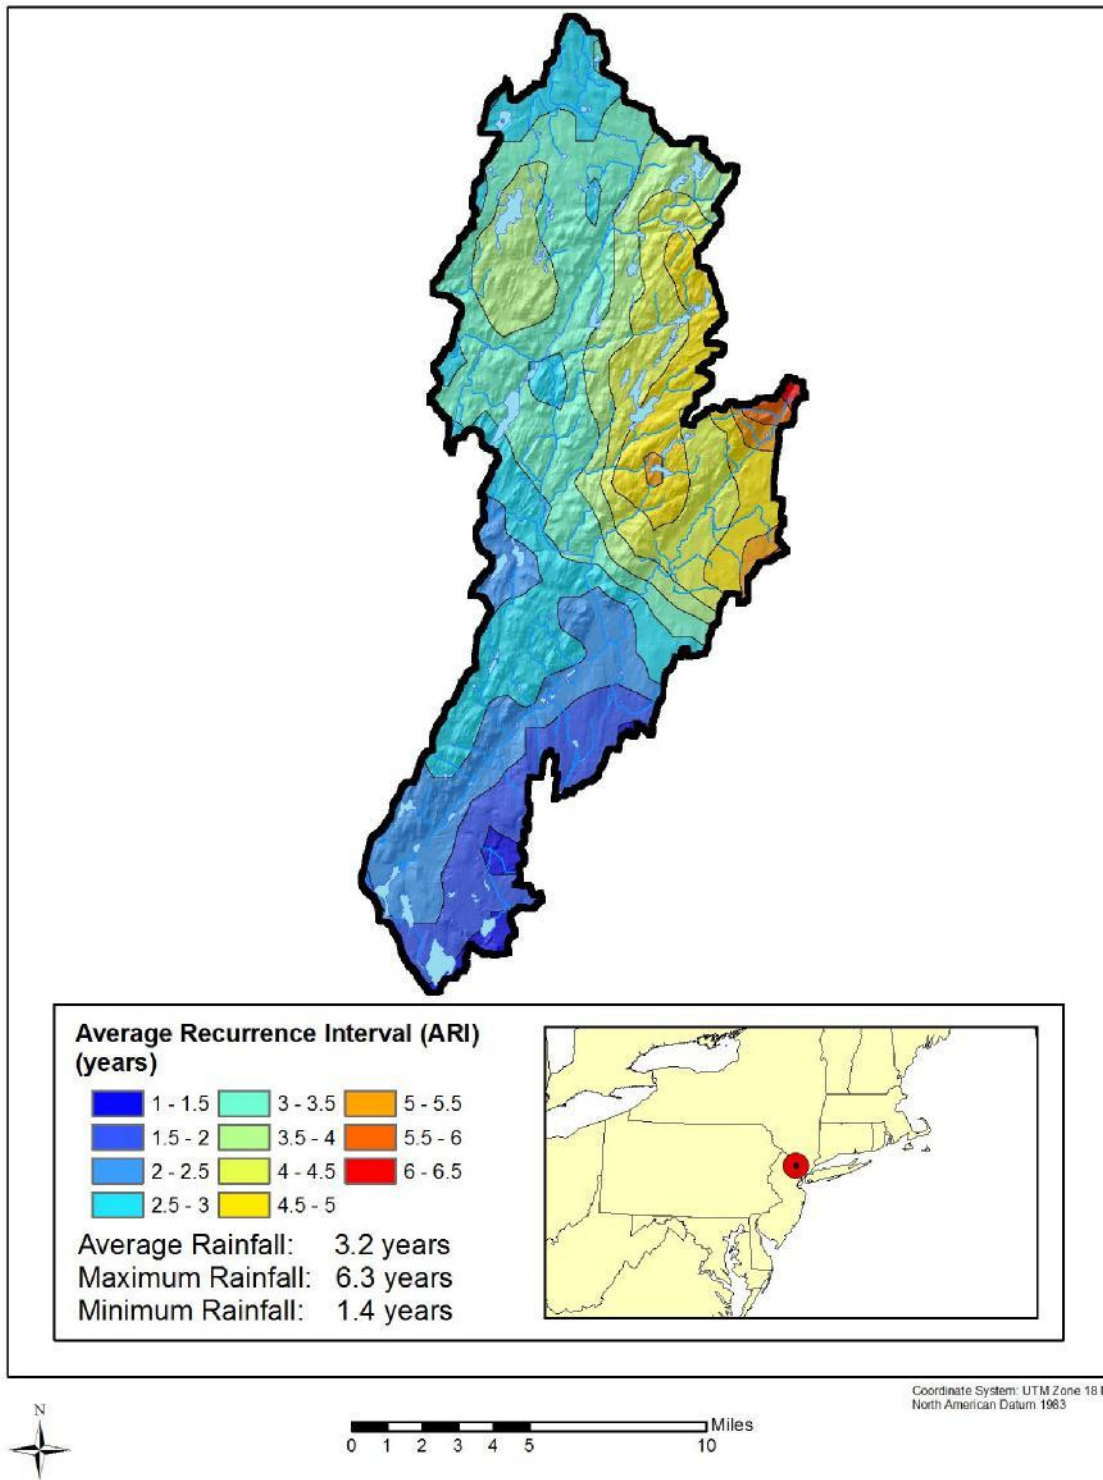 Average Recurrence Interval (ARI)
(years)
1 - 1.5
3 - 3.5
5 - 5.5
1.5 - 2
3.5 - 4
5.5 - 6
2 - 2.5
4 - 4.5
6 - 6.5
2.5 - 3
4.5 - 5
Average Rainfall: 3.2 years
Maximum Rainfall: 6.3 years
Minimum Rainfall: 1.4 years
Coordinate System: UTM Zone 18
North American Datum 1983
N
Miles
0 1 2 3 4 5 10